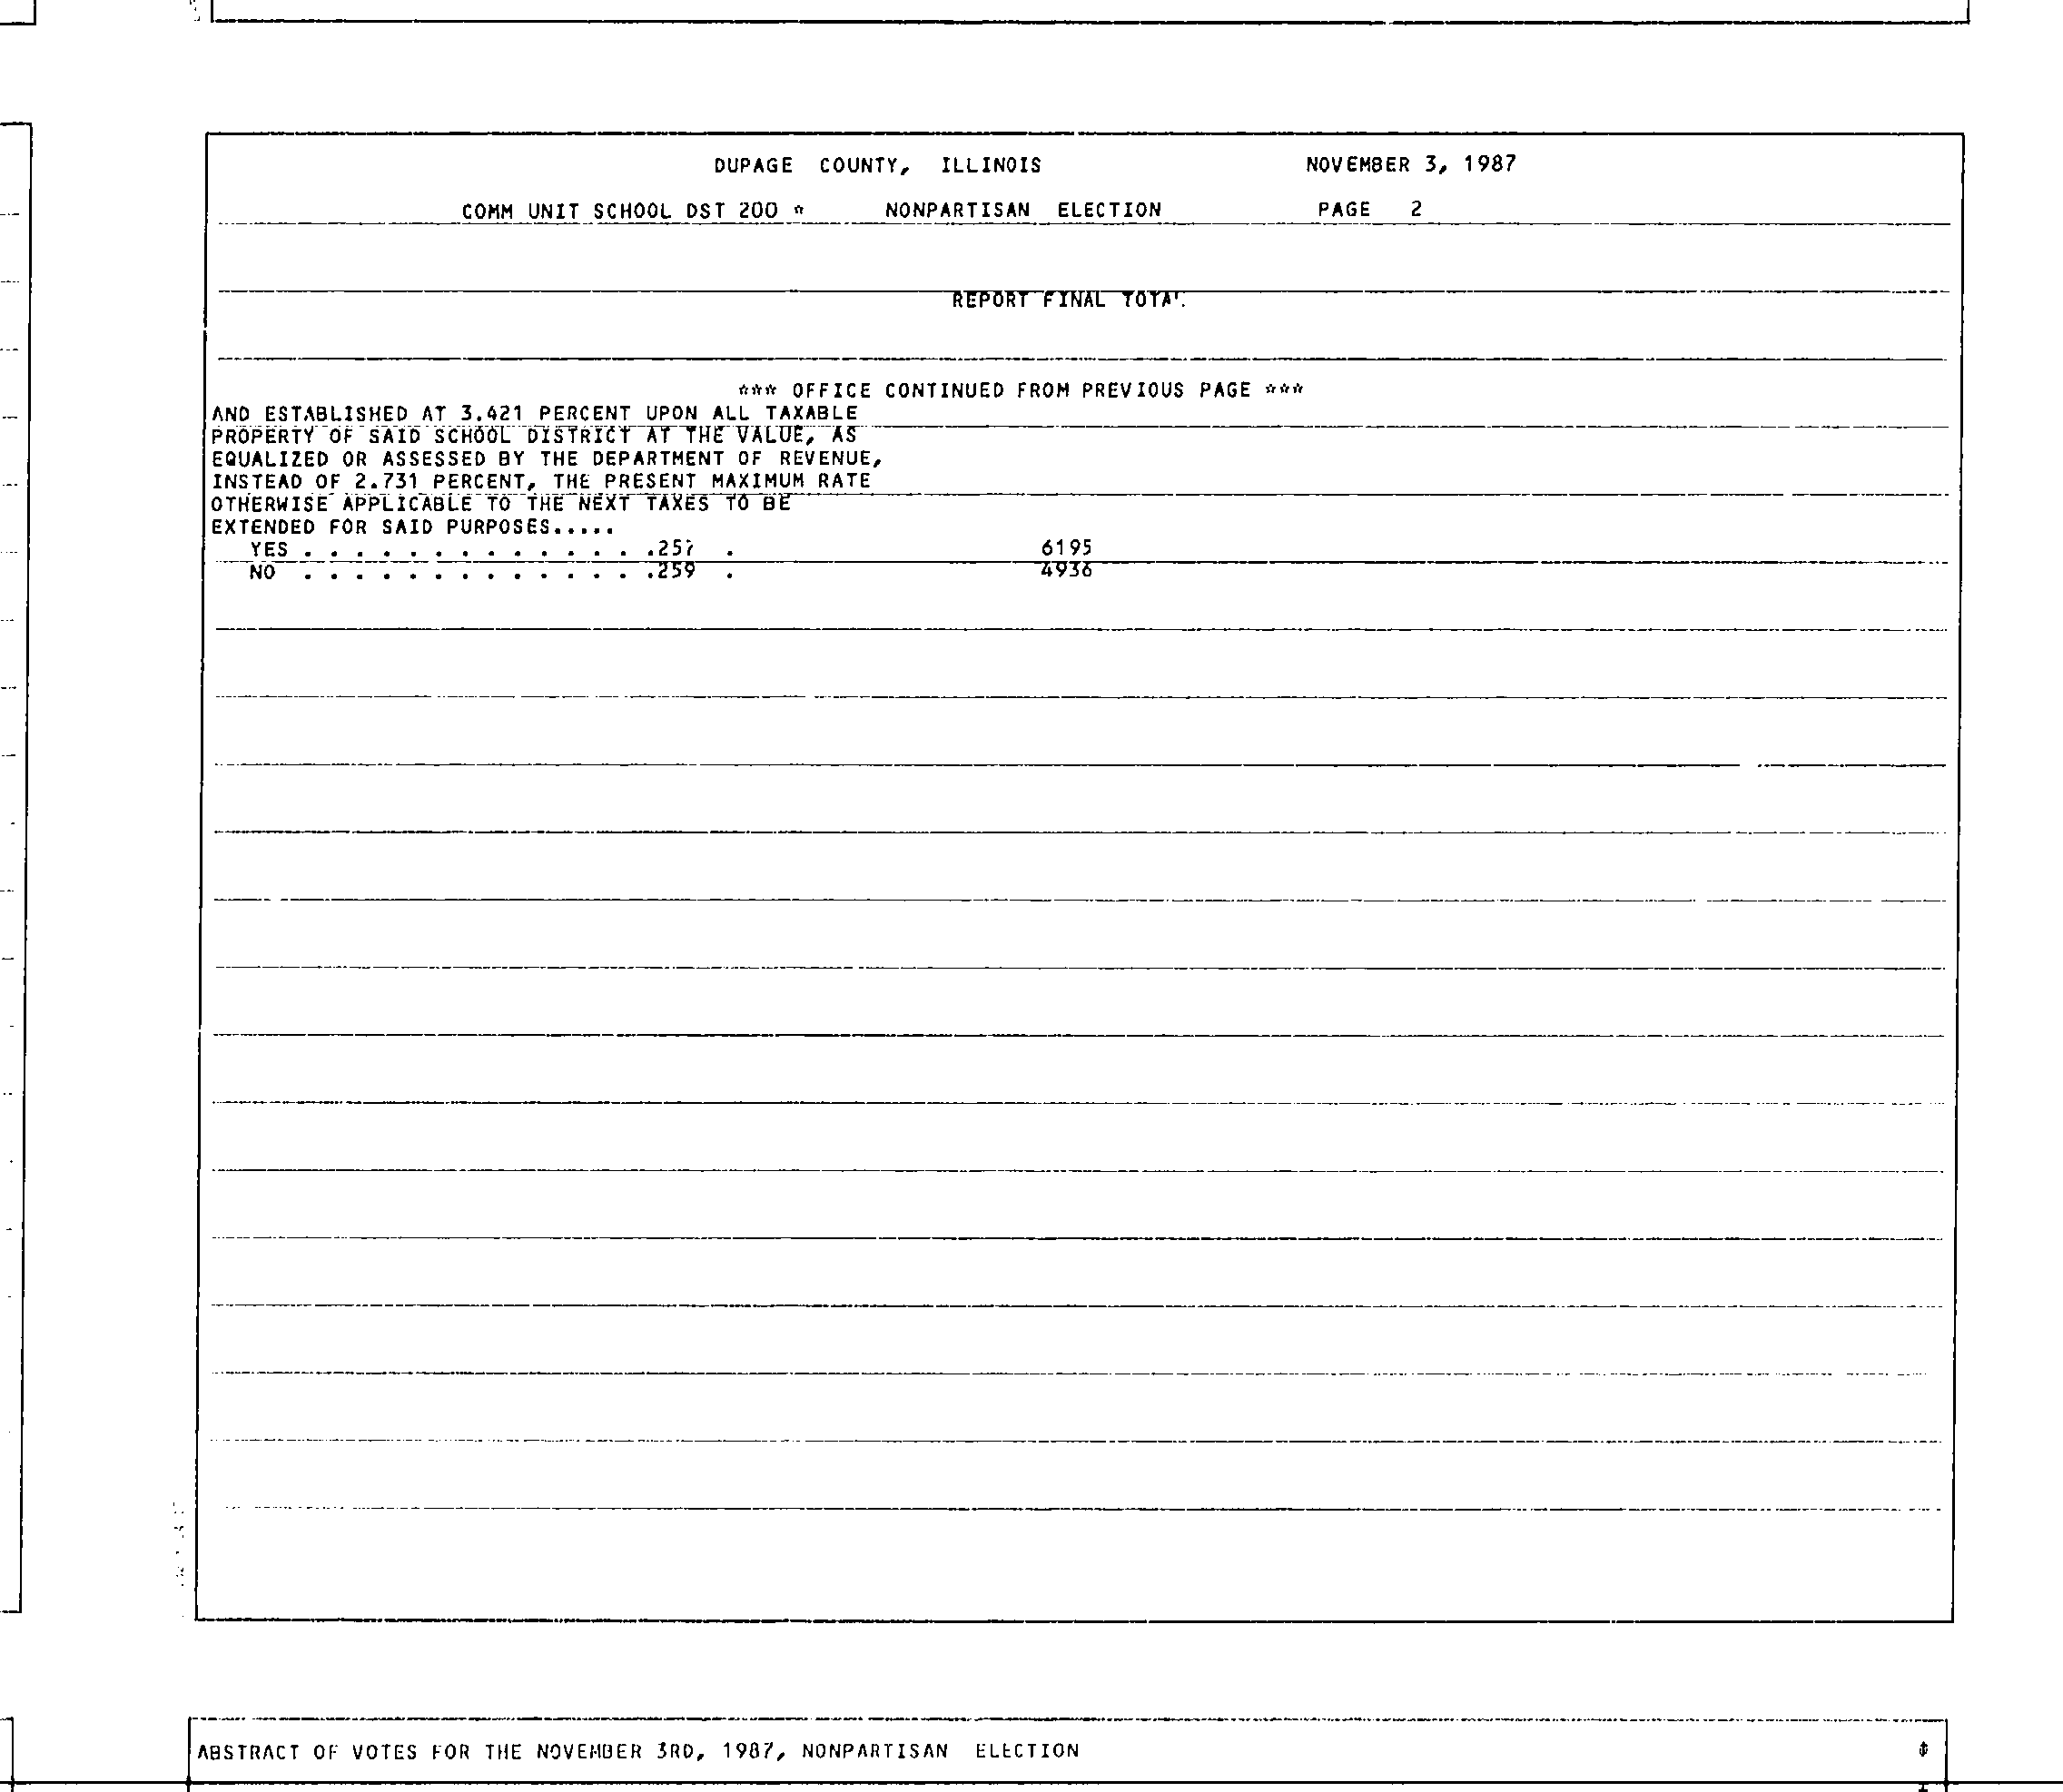 DUPAGE COUNTY, ILLINOIS NOVEMBER 3, 1987
COMM UNIT SCHOOL DST 200 * NONPARTISAN ELECTION PAGE 2
REPORT FINAL
*** OFFICE CONTINUED FROM PREVIOUS PAGE ***
AND ESTABLISHED AT 3.421 PERCENT UPON ALL TAXABLE
PROPERTY OF SAID SCHOOL DISTRICT AT THE VALUE, AS
EQUALIZED OR ASSESSED BY THE DEPARTMENT OF REVENUE,
INSTEAD OF 2.731 PERCENT, THE PRESENT MAXIMUM RATE
OTHERWISE APPLICABLE TO THE NEXT TAXES TO BE
EXTENDED FOR SAID PURPOSES.....
YES . . . . . . . . . . . . . .257 . 6195
NO . . . . . . . . . . . . . .259 . 4936
ABSTRACT OF VOTES FOR THE NOVEMBER 3RD, 1987, NONPARTISAN ELECTION